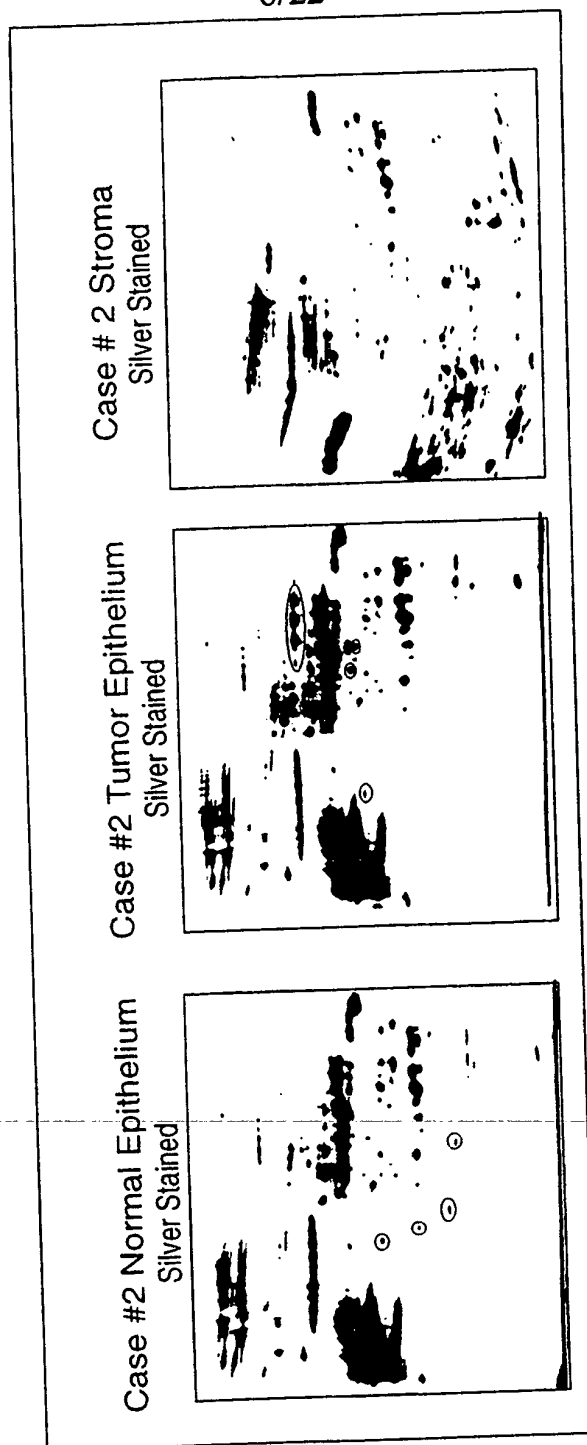 Case #2 Normal Epithelium
Silver Stained
Case #2 Tumor Epithelium
Silver Stained
Case # 2 Stroma
Silver Stained